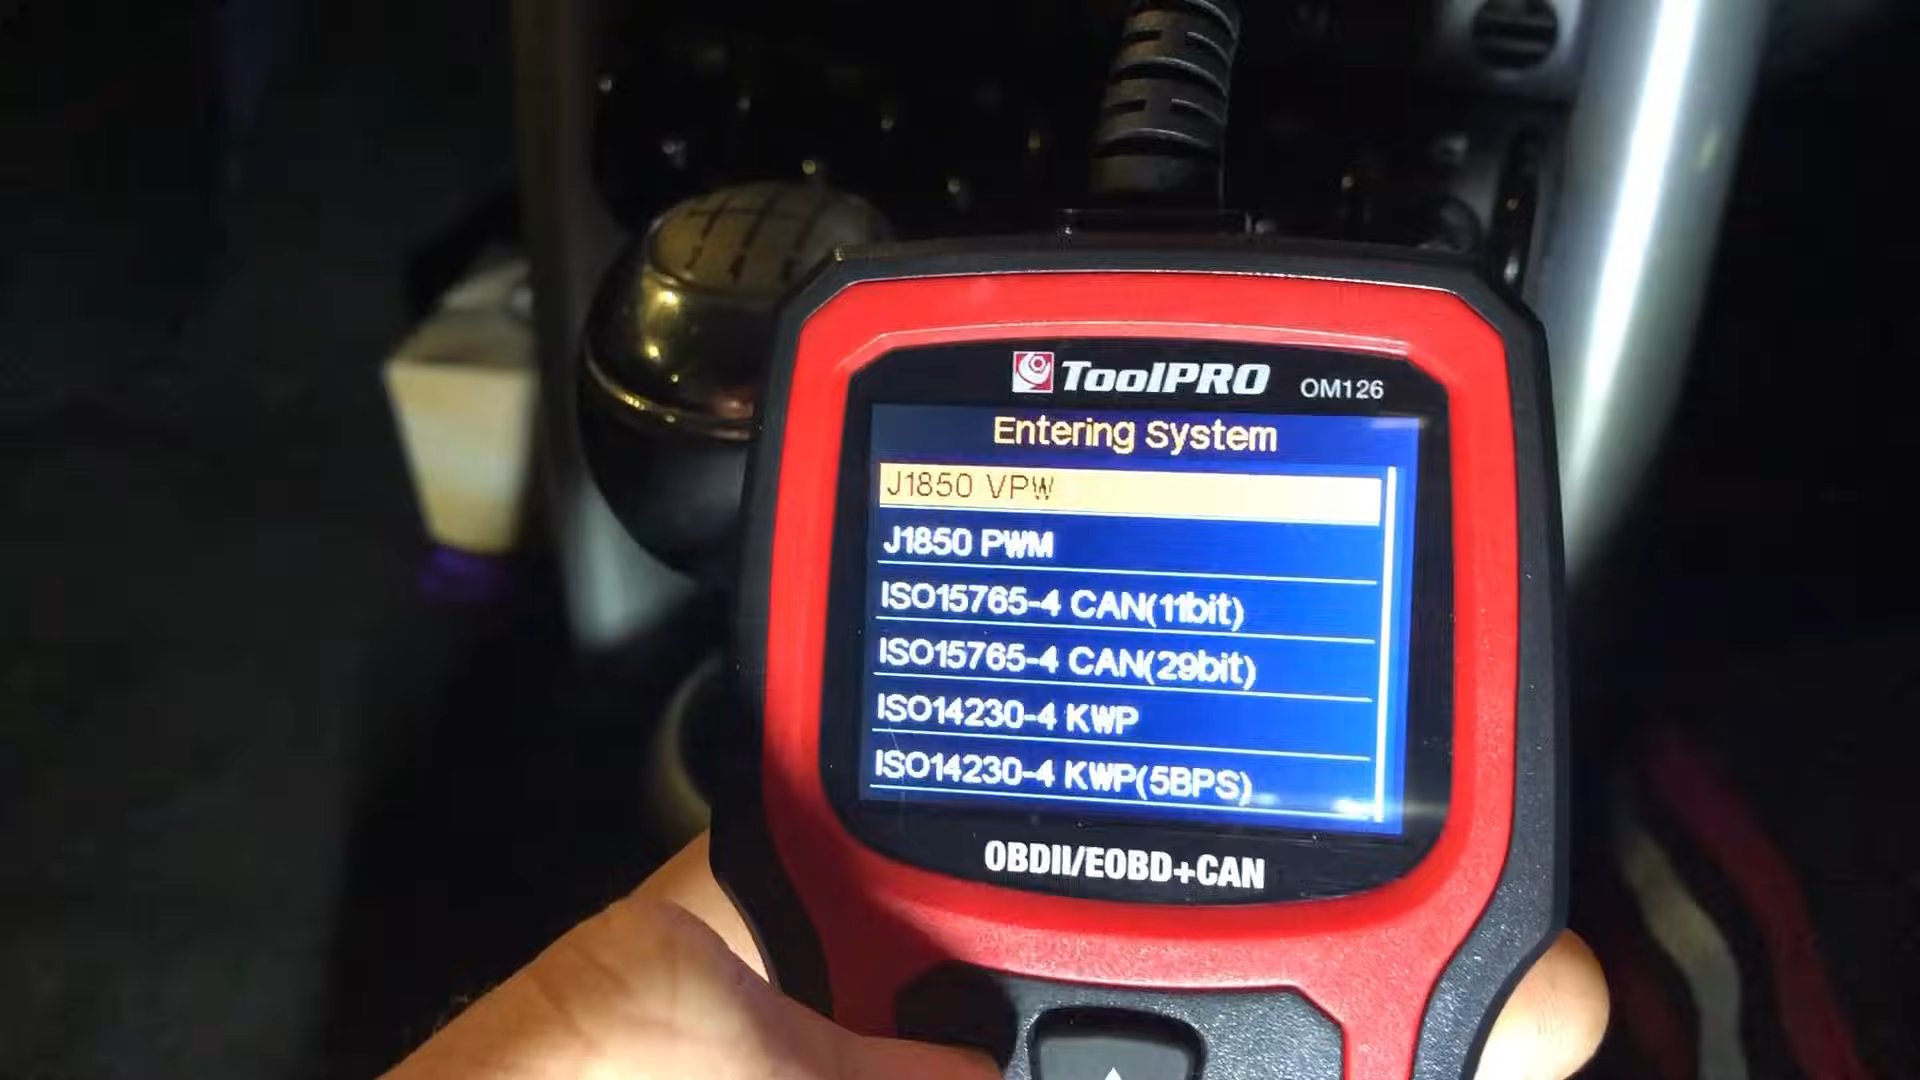 ToolPRO OM126
Entering System
J1850 VPW
J1850 PWM
ISO15765-4 CAN(11bit)
ISO15765-4 CAN(29bit)
ISO14230-4 KWP
ISO14230-4 KWP(5BPS)
OBDII/EOBD+CAN